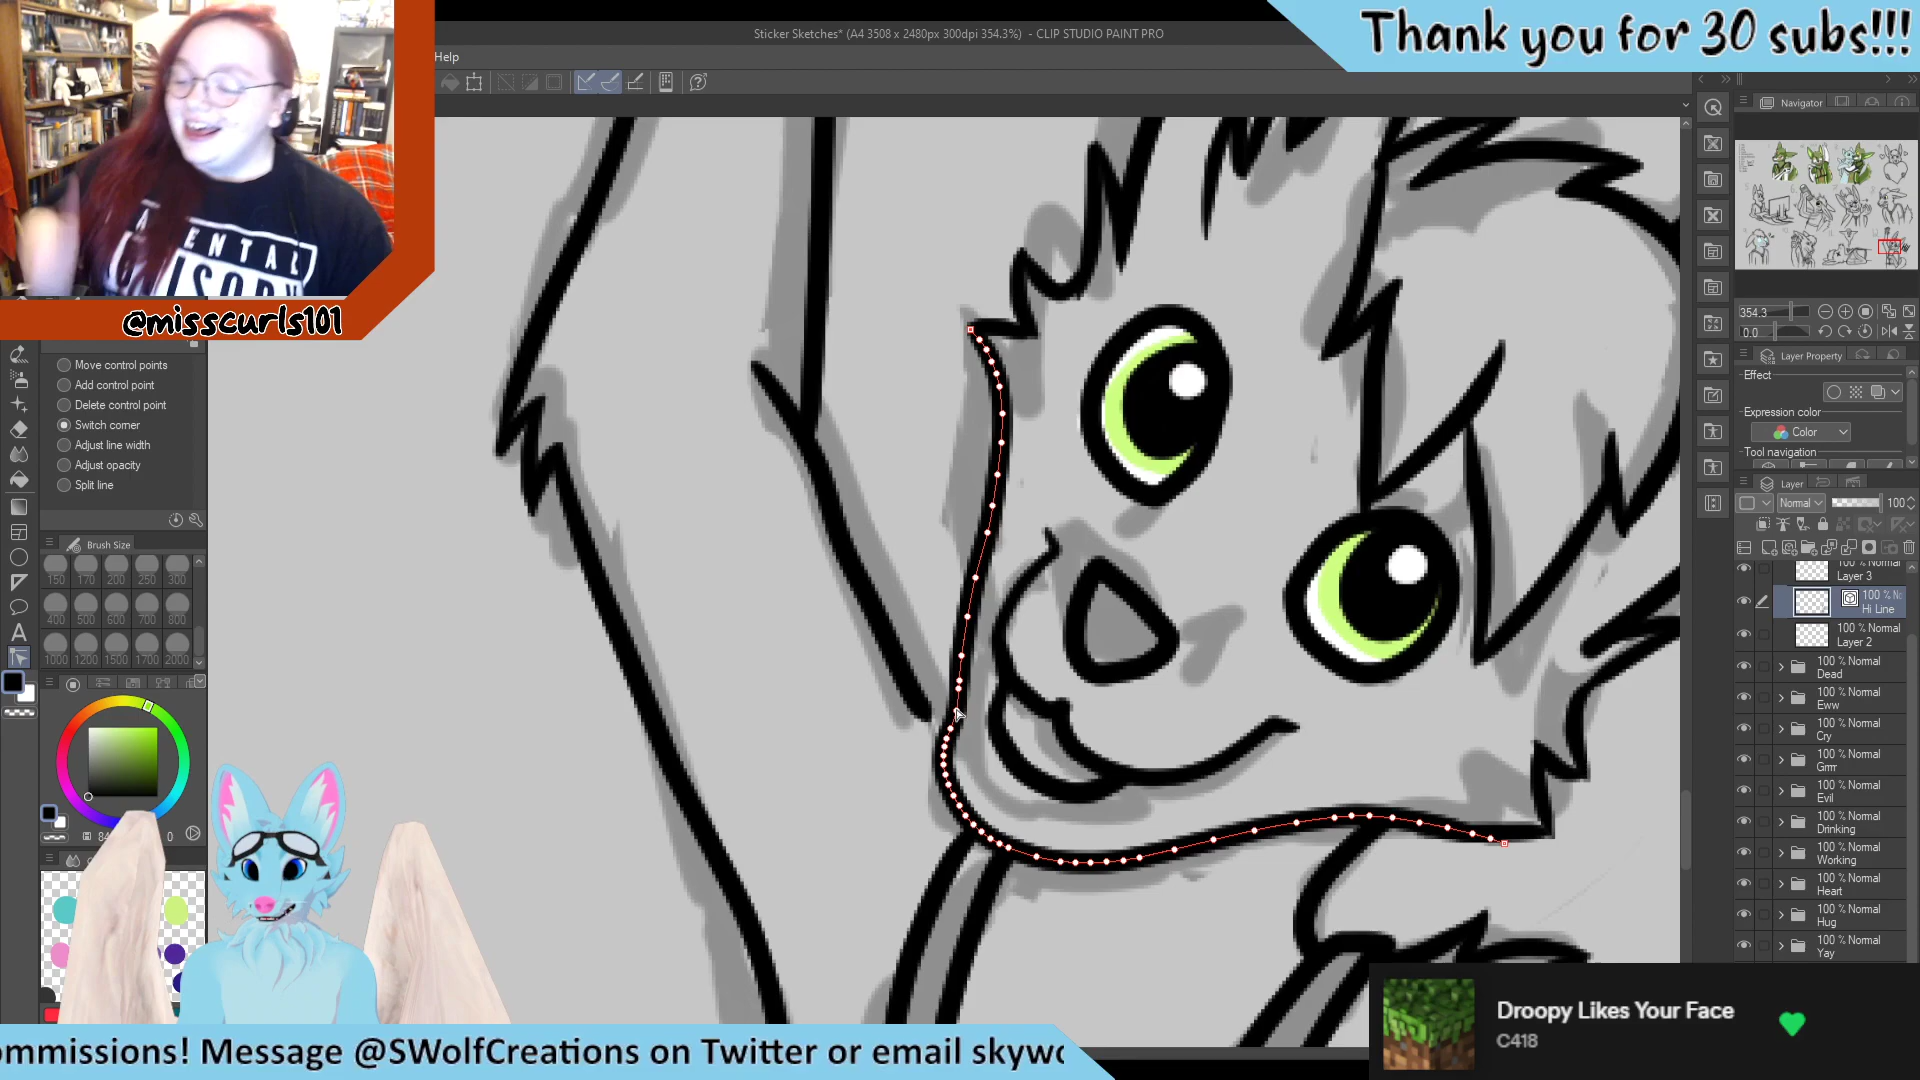 Thank you for 30 subs!!!
Sticker Sketches* (A4 3508 x 2480px 300dpi 354.3%) - CLIP STUDIO PAINT PRO
Help
Navigator
@misscurls101
354.3
0.0
Move control points
Add control point
Delete control point
Switch corner
Adjust line width
Adjust opacity
Split line
Layer Property
Effect
Expression color
Color
Tool navigation
Layer
Normal
100
Brush Size
150 170 200 250 300
400 500 600 700 800
1000 1200 1500 1700 2000
100 % Normal
Layer 3
100 % No
Hi Line
100 % Normal
Layer 2
100 % Normal
Dead
100 % Normal
Eww
100 % Normal
Cry
100 % Normal
Grrr
100 % Normal
Evil
100 % Normal
Drinking
100 % Normal
Working
100 % Normal
Heart
100 % Normal
Hug
100 % Normal
Yay
Droopy Likes Your Face
C418
ommissions! Message @SWolfCreations on Twitter or email skyw